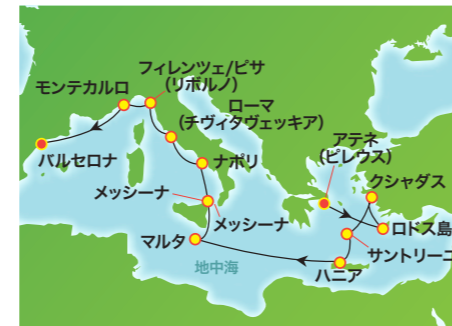 フィレンツェ/ピサ
(リボルノ)
モンテカルロ
ローマ
(チヴィタヴェッキア)
バルセロナ
アテネ
(ピレウス)
ナポリ
クシャダス
メッシーナ
メッシーナ
ロドス島
マルタ
サントリーニ
地中海
ハニア